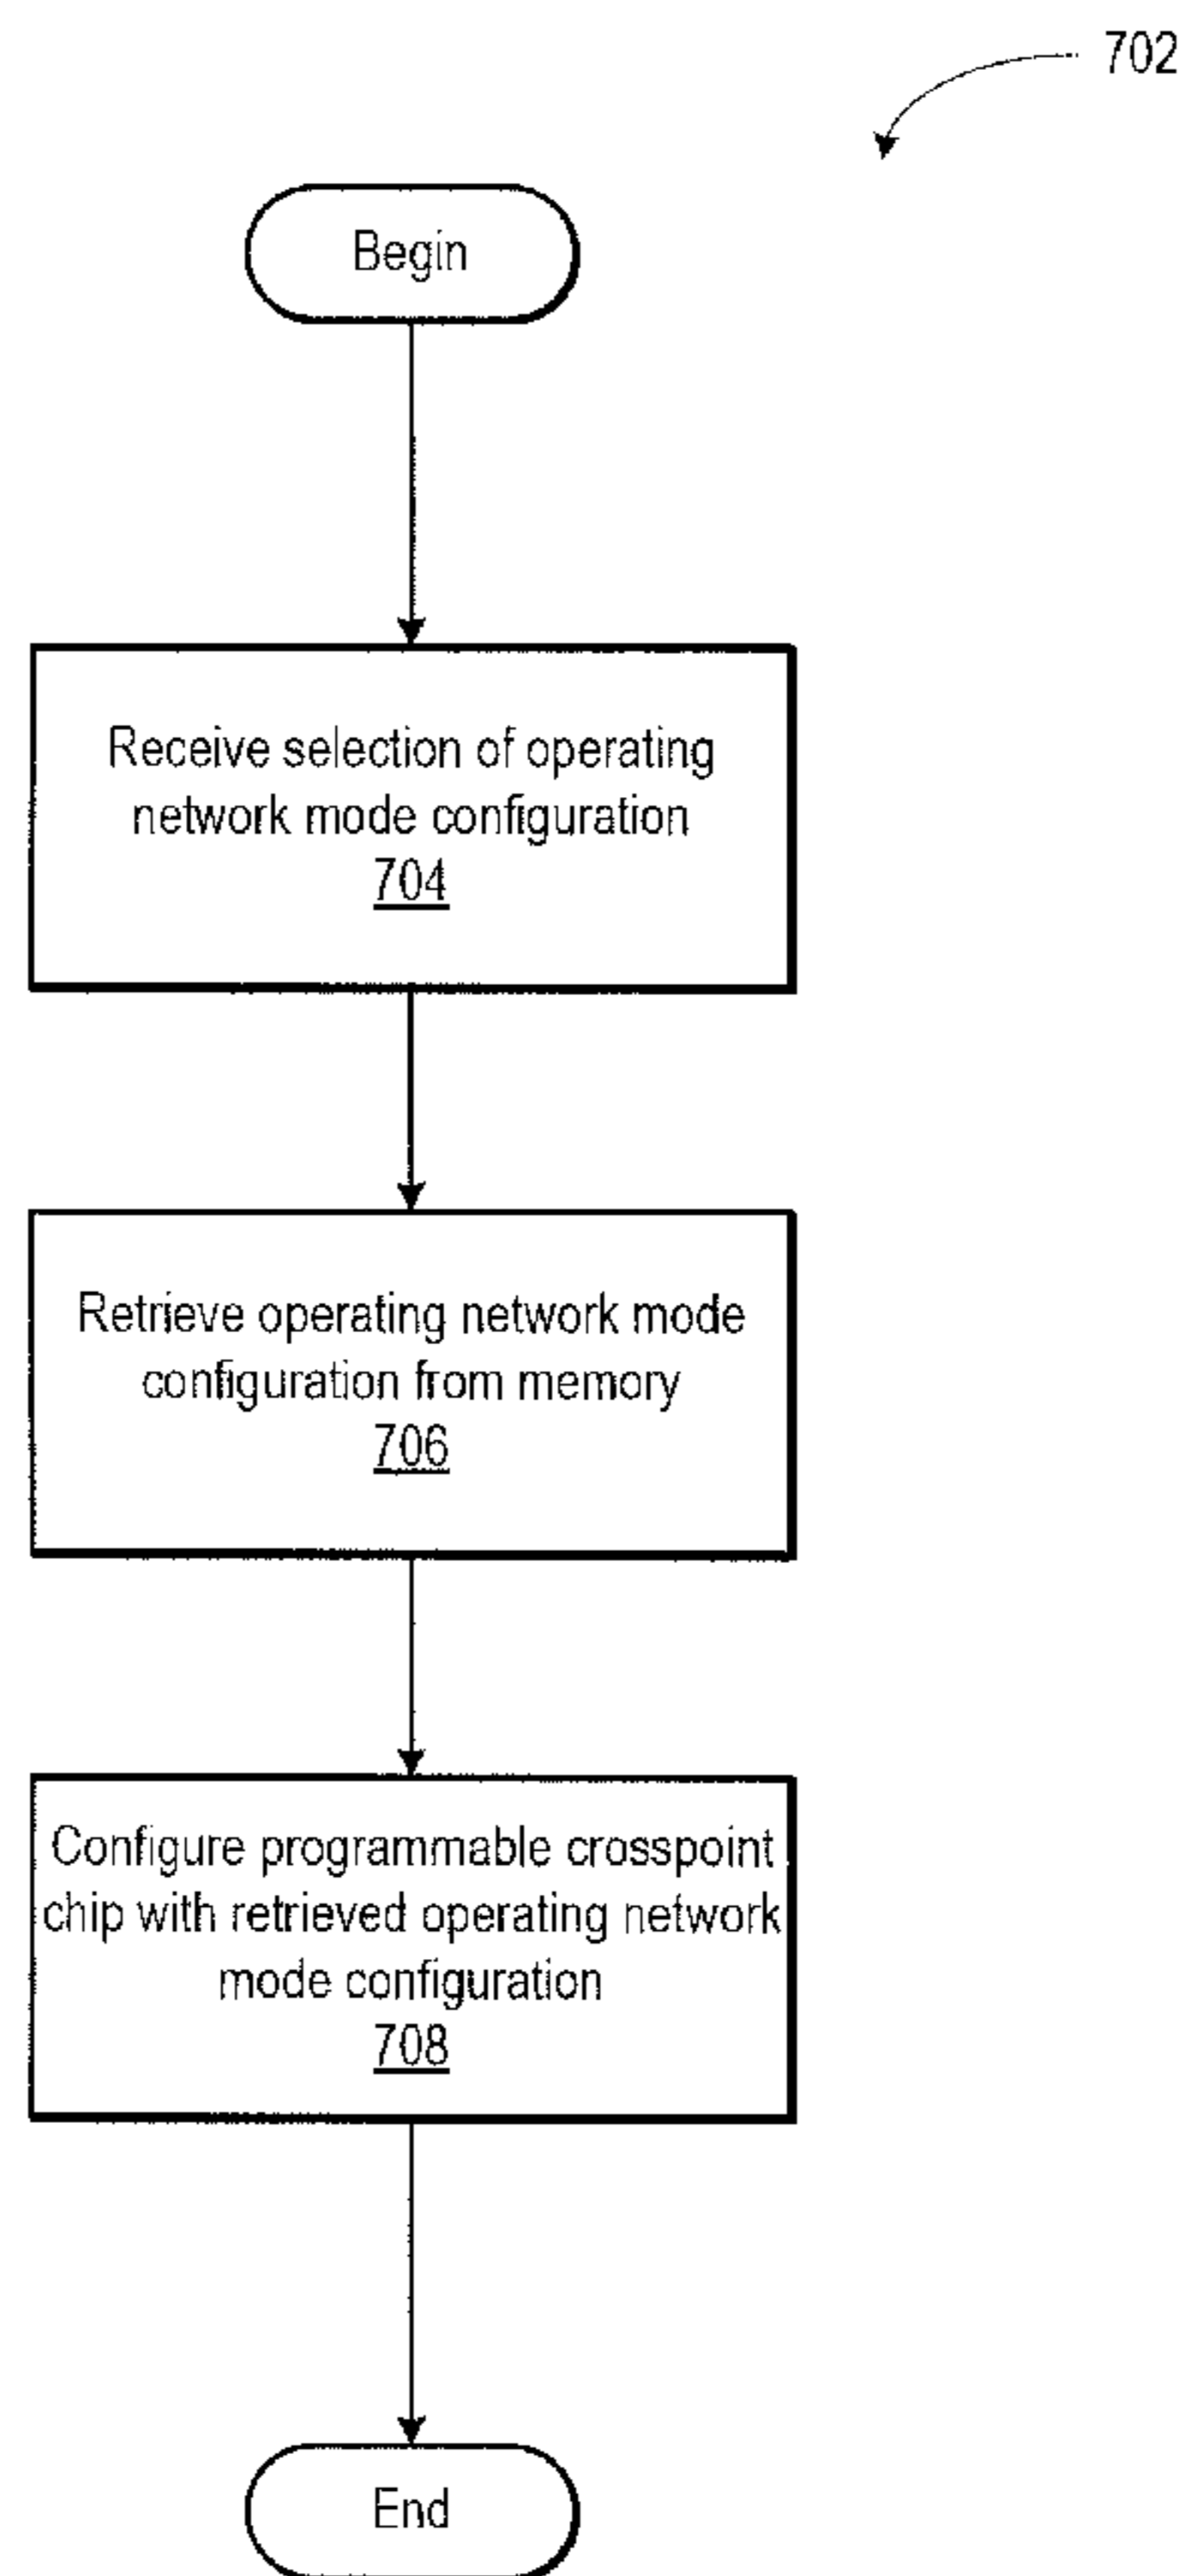 702
Begin
Receive selection of operating
network mode configuration
704
Retrieve operating network mode
configuration from memory
706
Configure programmable crosspoint
chip with retrieved operating network
mode configuration
708
End